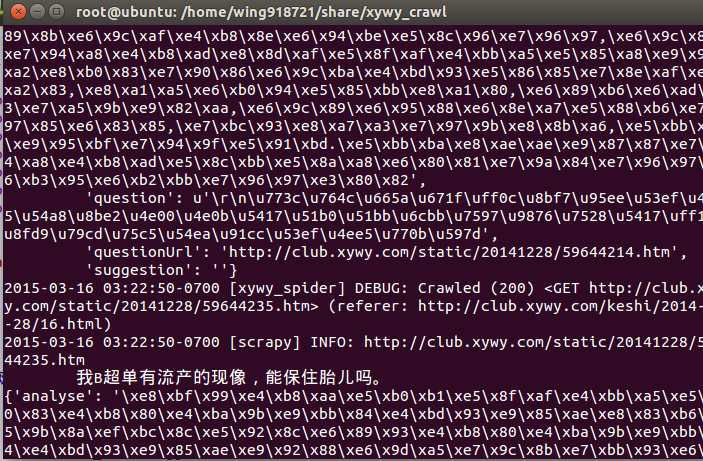 root@ubuntu: /home/wing918721/share/xywy_crawl
89\x8b\xe6\x9c\xaf\xe4\xb8\x8e\xe6\x94\xbe\xe5\x8c\x96\xe7\x96\x97,\xe6\x9c\x8
xe7\x94\xa8\xe4\xb8\xad\xe8\x8d\xaf\xe5\x8f\xaf\xe4\xbb\xa5\xe5\x85\xa8\xe9\x9
xa2\xe8\xb0\x83\xe7\x90\x86\xe6\x9c\xba\xe4\xbd\x93\xe5\x86\x85\xe7\x8e\xaf\xe
xa2\x83,\xe8\xa1\xa5\xe6\xb0\x94\xe5\x85\xbb\xe8\xa1\x80,\xe6\x89\xb6\xe6\xad\
x3\xe7\xa5\x9b\xe9\x82\xaa,\xe6\x9c\x89\xe6\x95\x88\xe6\x8e\xa7\xe5\x88\xb6\xe7
97\x85\xe6\x83\x85,\xe7\xbc\x93\xe8\xa7\xa3\xe7\x97\x9b\xe8\x8b\xa6,\xe5\xbb\x
\xe9\x95\xbf\xe7\x94\x9f\xe5\x91\xbd.\xe5\xbb\xba\xe8\xae\xae\xe9\x87\x87\xe7\
4\xa8\xe4\xb8\xad\xe5\x8c\xbb\xe5\x8a\xa8\xe6\x80\x81\xe7\x9a\x84\xe7\x96\x97\
6\xb3\x95\xe6\xb2\xbb\xe7\x96\x97\xe3\x80\x82',
'question': u'\r\n\u773c\u764c\u665a\u671f\uff0c\u8bf7\u95ee\u53ef\u4
5\u54a8\u8be2\u4e00\u4e0b\u5417\u51b0\u51bb\u6cbb\u7597\u9876\u7528\u5417\uff1
u8fd9\u79cd\u75c5\u54ea\u91cc\u53ef\u4ee5\u770b\u597d',
'questionUrl': 'http://club.xywy.com/static/20141228/59644214.htm',
'suggestion': ''}
2015-03-16 03:22:50-0700 [xywy_spider] DEBUG: Crawled (200) <GET http://club.x
y.com/static/20141228/59644235.htm> (referer: http://club.xywy.com/keshi/2014-
-28/16.html)
2015-03-16 03:22:50-0700 [scrapy] INFO: http://club.xywy.com/static/20141228/5
44235.htm
我B超单有流产的现像，能保住胎儿吗。
{'analyse': '\xe8\xbf\x99\xe4\xb8\xaa\xe5\xb0\xb1\xe5\x8f\xaf\xe4\xbb\xa5\xe5\
0\x83\xe4\xb8\x80\xe4\xba\x9b\xe9\xbb\x84\xe4\xbd\x93\xe9\x85\xae\xe8\x83\xb6\
5\x9b\x8a\xef\xbc\x8c\xe5\x92\x8c\xe6\x89\x93\xe4\xb8\x80\xe4\xba\x9b\xe9\xbb\
4\xe4\xbd\x93\xe9\x85\xae\xe9\x92\x88\xe6\x9d\xa5\xe7\x9c\x8b\xe7\xbb\x93\xe6\